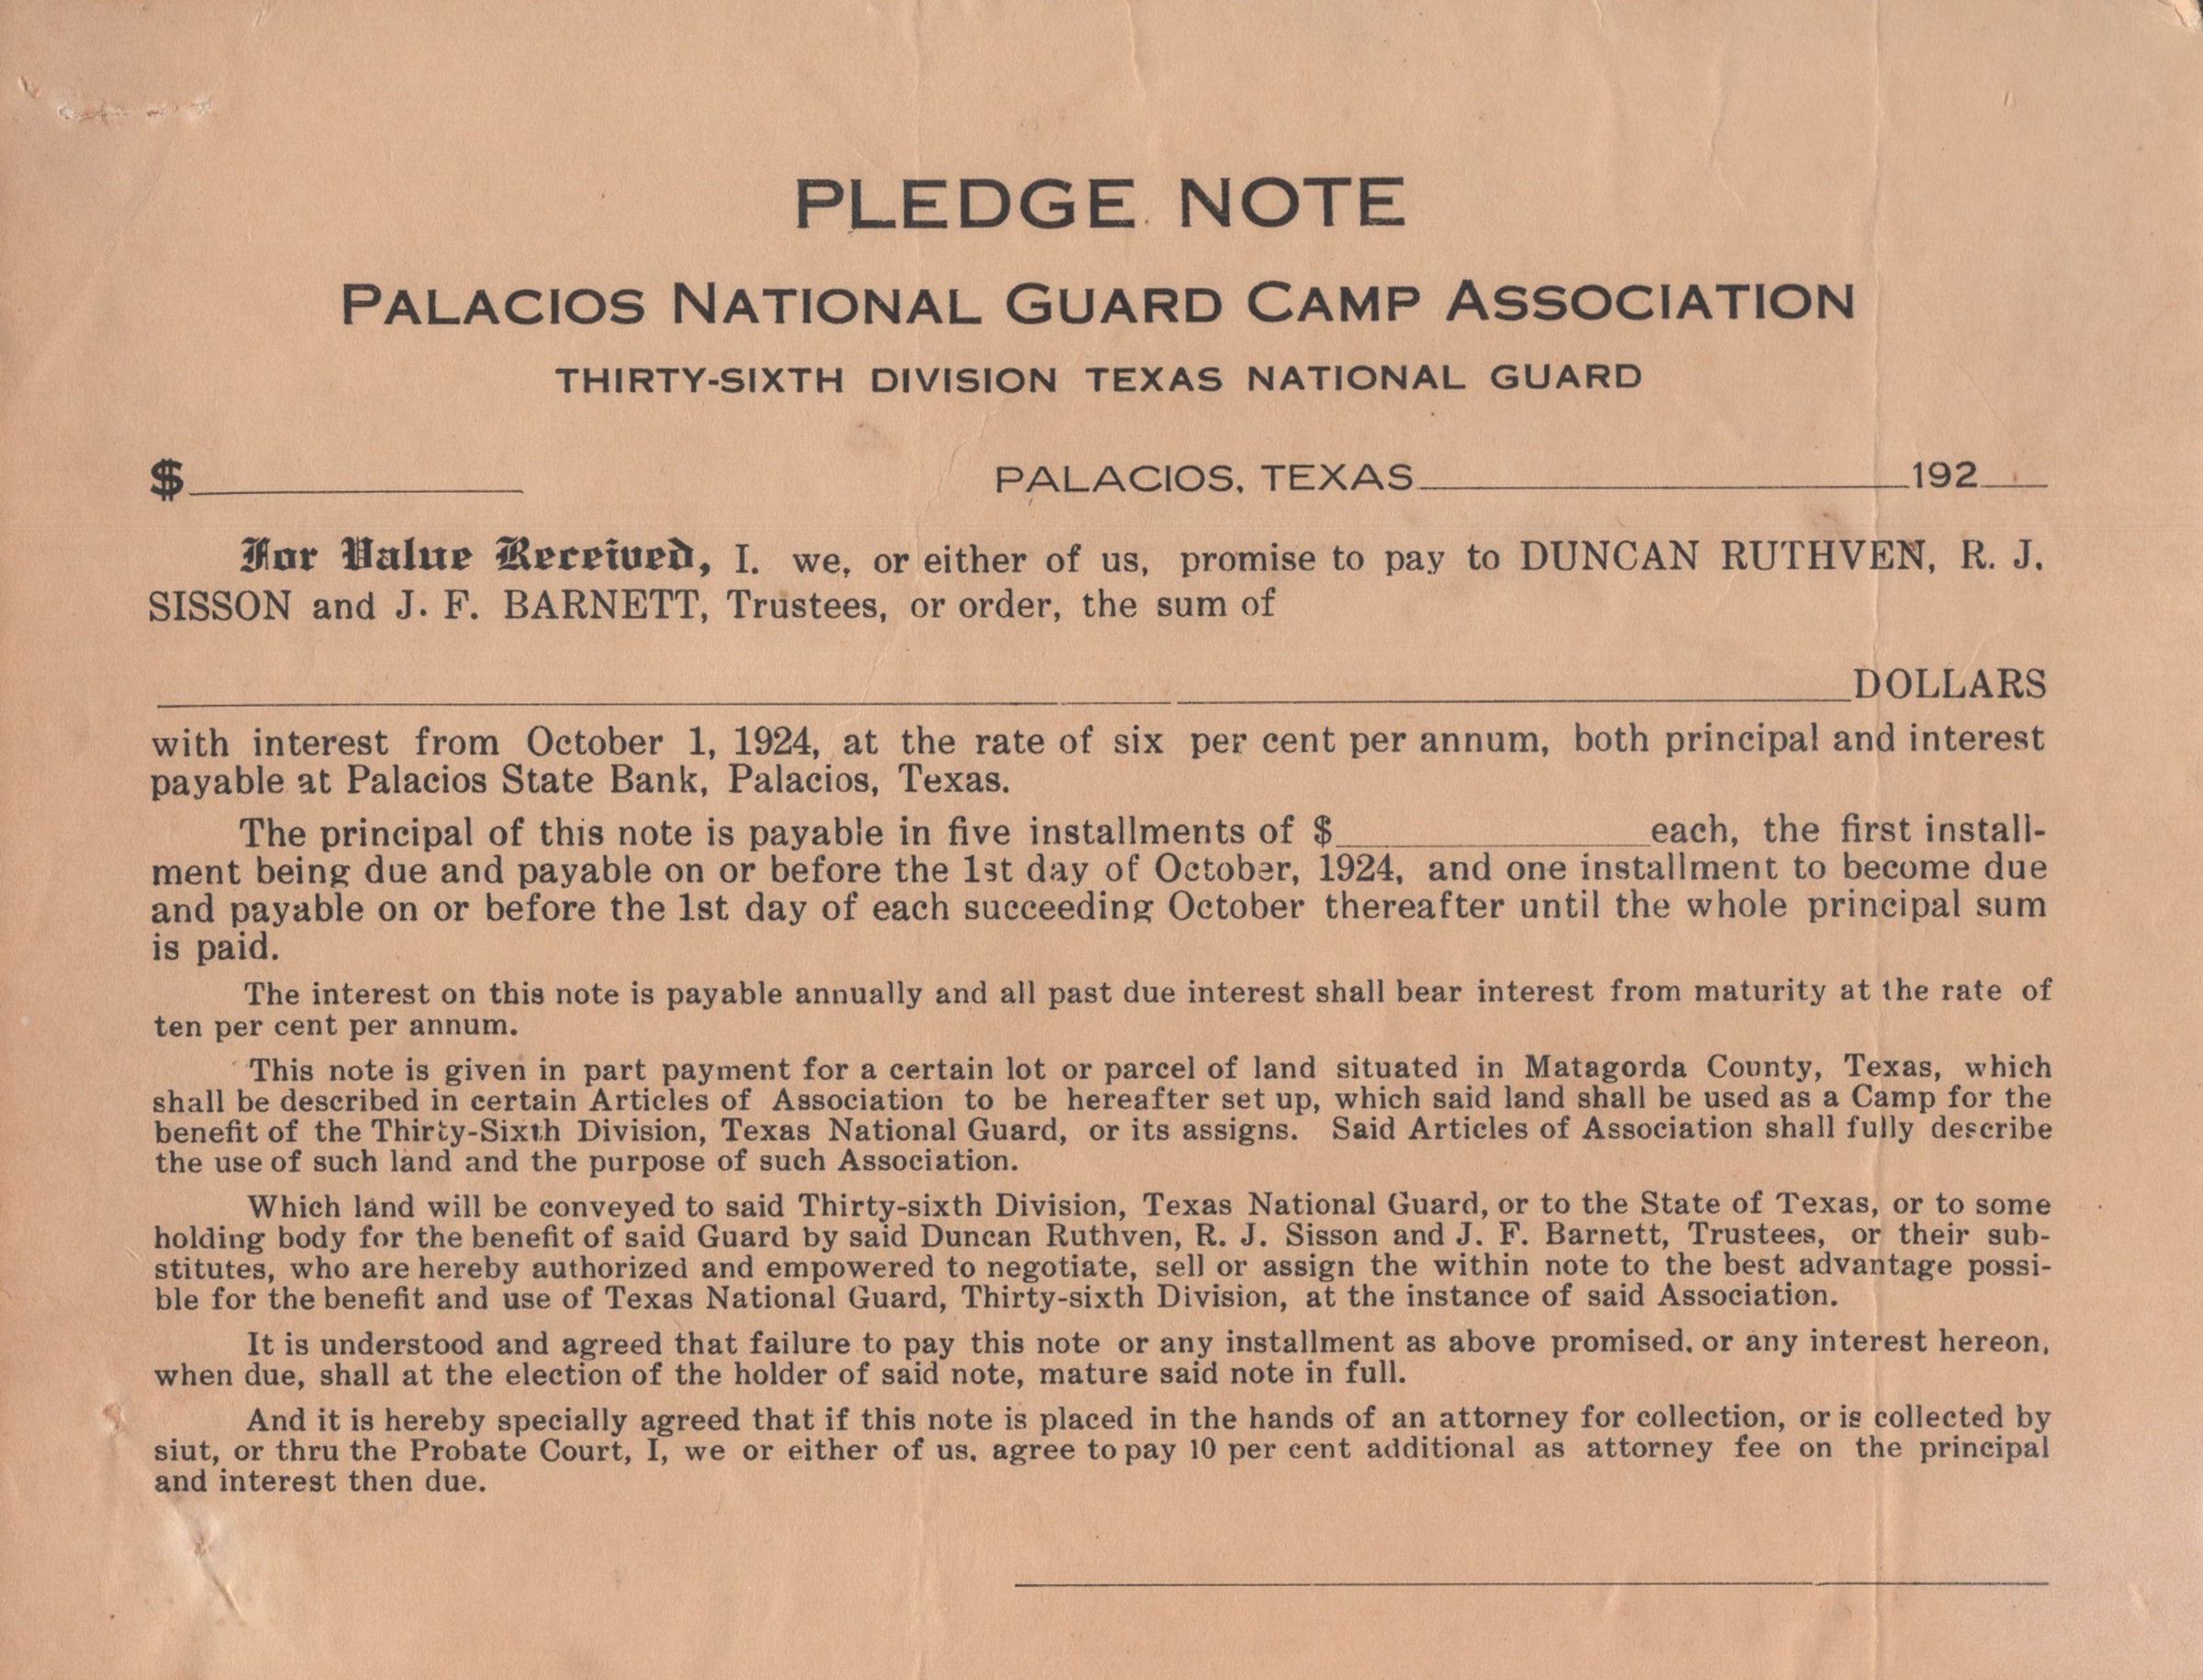 PLEDGE NOTE
PALACIOS NATIONAL GUARD CAMP ASSOCIATION
THIRTY-SIXTH DIVISION TEXAS NATIONAL GUARD
$____________ PALACIOS, TEXAS____________192__
For Value Received, I. we, or either of us, promise to pay to DUNCAN RUTHVEN, R. J.
SISSON and J. F. BARNETT, Trustees, or order, the sum of
____________DOLLARS
with interest from October 1, 1924, at the rate of six per cent per annum, both principal and interest
payable at Palacios State Bank, Palacios, Texas.
The principal of this note is payable in five installments of $____________each, the first install-
ment being due and payable on or before the 1st day of October, 1924, and one installment to become due
and payable on or before the 1st day of each succeeding October thereafter until the whole principal sum
is paid.
The interest on this note is payable annually and all past due interest shall bear interest from maturity at the rate of
ten per cent per annum.
This note is given in part payment for a certain lot or parcel of land situated in Matagorda County, Texas, which
shall be described in certain Articles of Association to be hereafter set up, which said land shall be used as a Camp for the
benefit of the Thirty-Sixth Division, Texas National Guard, or its assigns. Said Articles of Association shall fully describe
the use of such land and the purpose of such Association.
Which land will be conveyed to said Thirty-sixth Division, Texas National Guard, or to the State of Texas, or to some
holding body for the benefit of said Guard by said Duncan Ruthven, R. J. Sisson and J. F. Barnett, Trustees, or their sub-
stitutes, who are hereby authorized and empowered to negotiate, sell or assign the within note to the best advantage possi-
ble for the benefit and use of Texas National Guard, Thirty-sixth Division, at the instance of said Association.
It is understood and agreed that failure to pay this note or any installment as above promised, or any interest hereon,
when due, shall at the election of the holder of said note, mature said note in full.
And it is hereby specially agreed that if this note is placed in the hands of an attorney for collection, or is collected by
siut, or thru the Probate Court, I, we or either of us, agree to pay 10 per cent additional as attorney fee on the principal
and interest then due.